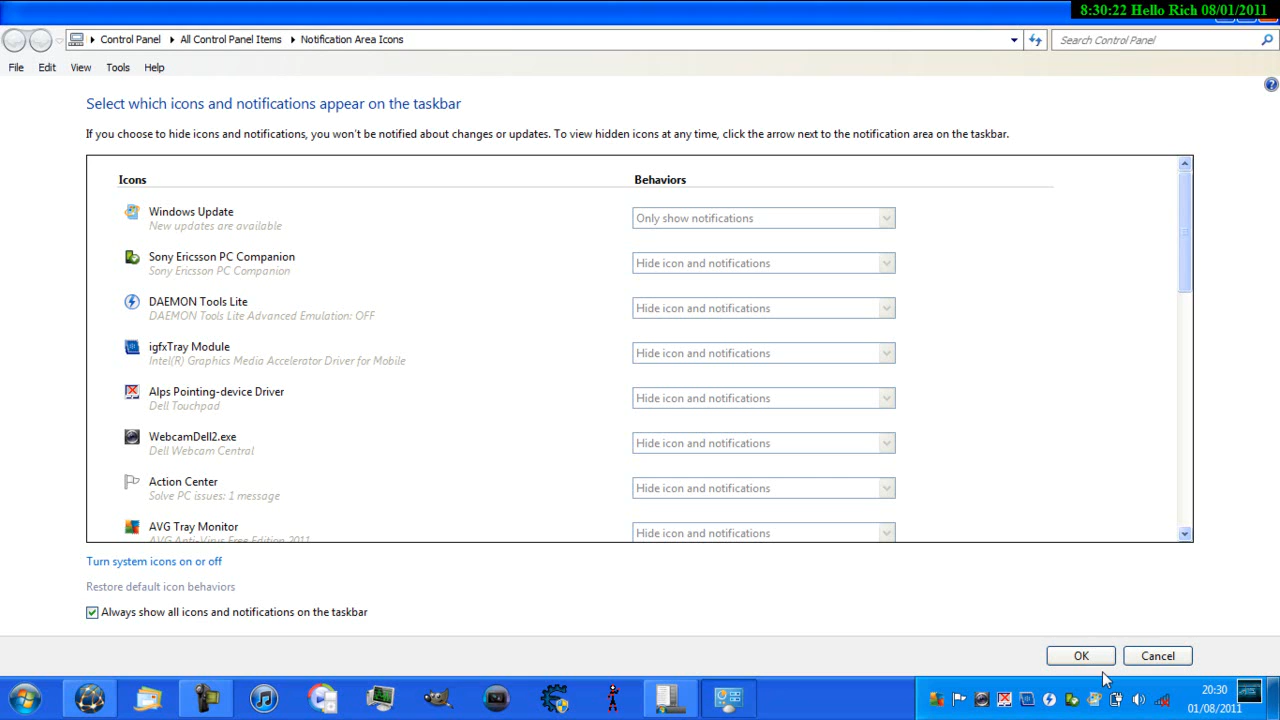 8:30:22 Hello Rich 08/01/2011
Control Panel All Control Panel Items Notification Area Icons Search Control Panel
File Edit View Tools Help
Select which icons and notifications appear on the taskbar
If you choose to hide icons and notifications, you won't be notified about changes or updates. To view hidden icons at any time, click the arrow next to the notification area on the taskbar.
Icons Behaviors
Windows Update
New updates are available
Only show notifications
Sony Ericsson PC Companion
Sony Ericsson PC Companion
Hide icon and notifications
DAEMON Tools Lite
DAEMON Tools Lite Advanced Emulation: OFF
Hide icon and notifications
igfxTray Module
Intel(R) Graphics Media Accelerator Driver for Mobile
Hide icon and notifications
Alps Pointing-device Driver
Dell Touchpad
Hide icon and notifications
WebcamDell2.exe
Dell Webcam Central
Hide icon and notifications
Action Center
Solve PC issues: 1 message
Hide icon and notifications
AVG Tray Monitor
AVG Anti-Virus Free Edition 2011
Hide icon and notifications
Turn system icons on or off
Restore default icon behaviors
Always show all icons and notifications on the taskbar
OK Cancel
20:30
01/08/2011